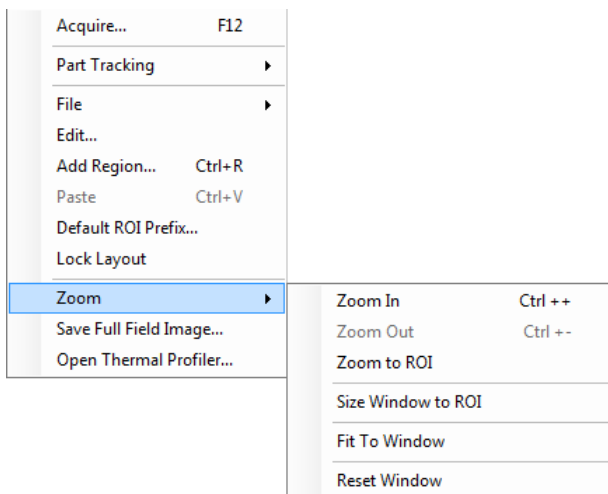 Acquire... F12
Part Tracking
File
Edit...
Add Region... Ctrl+R
Paste Ctrl+V
Default ROI Prefix...
Lock Layout
Zoom
Save Full Field Image...
Open Thermal Profiler...
Zoom In Ctrl ++
Zoom Out Ctrl +-
Zoom to ROI
Size Window to ROI
Fit To Window
Reset Window